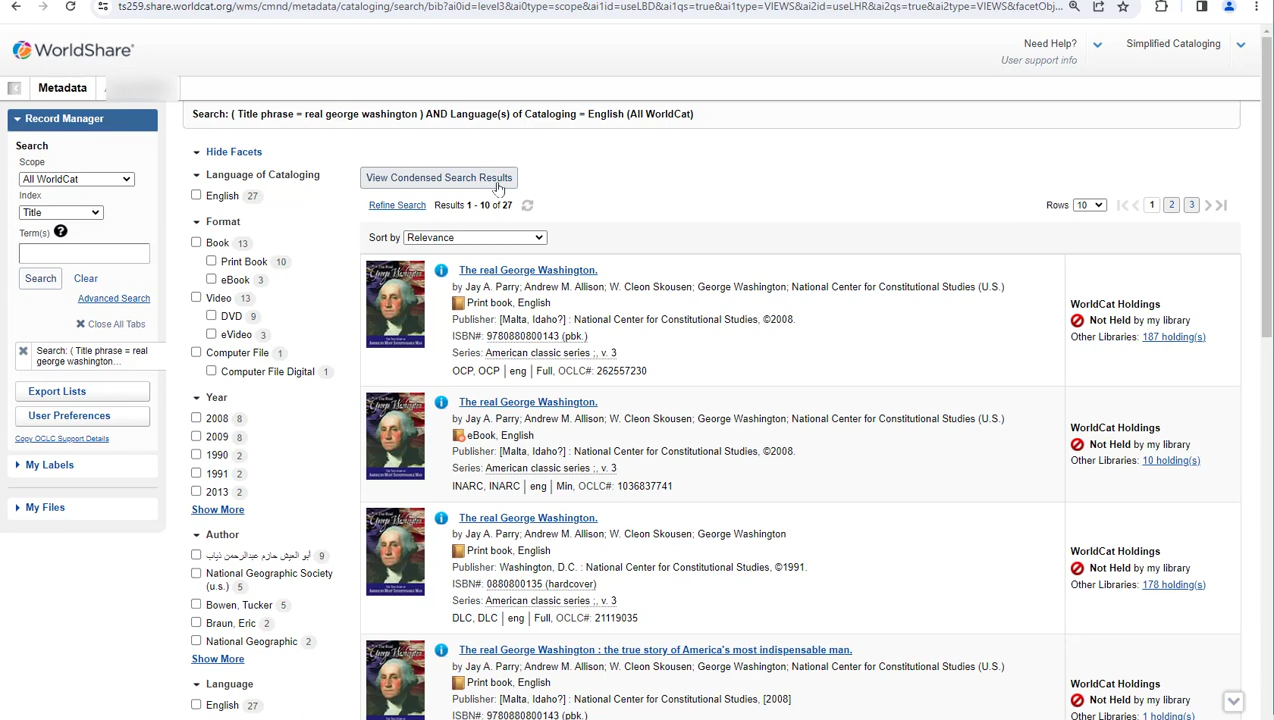 ts259.share.worldcat.org/wms/cmnd/metadata/cataloging/search/bib?ai0id=level3&ai0type=scope&ai1id=useLBD&ai1qs=true&ai1type=VIEWS&ai2id=useLHR&ai2qs=true&ai2type=VIEWS&facetObj...
WorldShare®
Need Help?
User support info
Simplified Cataloging
Metadata
Record Manager
Search
Scope
All WorldCat
Index
Title
Term(s)
Search
Clear
Advanced Search
Close All Tabs
Search: ( Title phrase = real
george washington...
Export Lists
User Preferences
Copy OCLC Support Details
My Labels
My Files
Search: ( Title phrase = real george washington ) AND Language(s) of Cataloging = English (All WorldCat)
Hide Facets
Language of Cataloging
English 27
Format
Book 13
Print Book 10
eBook 3
Video 13
DVD 9
eVideo 3
Computer File 1
Computer File Digital 1
Year
2008 8
2009 8
1990 2
1991 2
2013 2
Show More
Author
أبو العيش حازم عبدالرحمن ذياب 9
National Geographic Society
(u.s.) 5
Bowen, Tucker 5
Braun, Eric 2
National Geographic 2
Show More
Language
English 27
View Condensed Search Results
Refine Search Results 1 - 10 of 27
Rows 10 1 2 3
Sort by Relevance
The real George Washington.
by Jay A. Parry; Andrew M. Allison; W. Cleon Skousen; George Washington; National Center for Constitutional Studies (U.S.)
Print book, English
Publisher: [Malta, Idaho?] : National Center for Constitutional Studies, ©2008.
ISBN#: 9780880800143 (pbk.)
Series: American classic series ;, v. 3
OCP, OCP | eng | Full, OCLC#: 262557230
WorldCat Holdings
Not Held by my library
Other Libraries: 187 holding(s)
The real George Washington.
by Jay A. Parry; Andrew M. Allison; W. Cleon Skousen; George Washington; National Center for Constitutional Studies (U.S.)
eBook, English
Publisher: [Malta, Idaho?] : National Center for Constitutional Studies, ©2008.
Series: American classic series ;, v. 3
INARC, INARC | eng | Min, OCLC#: 1036837741
WorldCat Holdings
Not Held by my library
Other Libraries: 10 holding(s)
The real George Washington.
by Jay A. Parry; Andrew M. Allison; W. Cleon Skousen; George Washington
Print book, English
Publisher: Washington, D.C. : National Center for Constitutional Studies, ©1991.
ISBN#: 0880800135 (hardcover)
Series: American classic series ;, v. 3
DLC, DLC | eng | Full, OCLC#: 21119035
WorldCat Holdings
Not Held by my library
Other Libraries: 178 holding(s)
The real George Washington : the true story of America's most indispensable man.
by Jay A. Parry; Andrew M. Allison; W. Cleon Skousen; George Washington; National Center for Constitutional Studies (U.S.)
Print book, English
Publisher: [Malta, Idaho?] : National Center for Constitutional Studies, [2008]
ISBN#: 9780880800143 (pbk.)
WorldCat Holdings
Not Held by my library
Other Libraries: 1 holding(s)